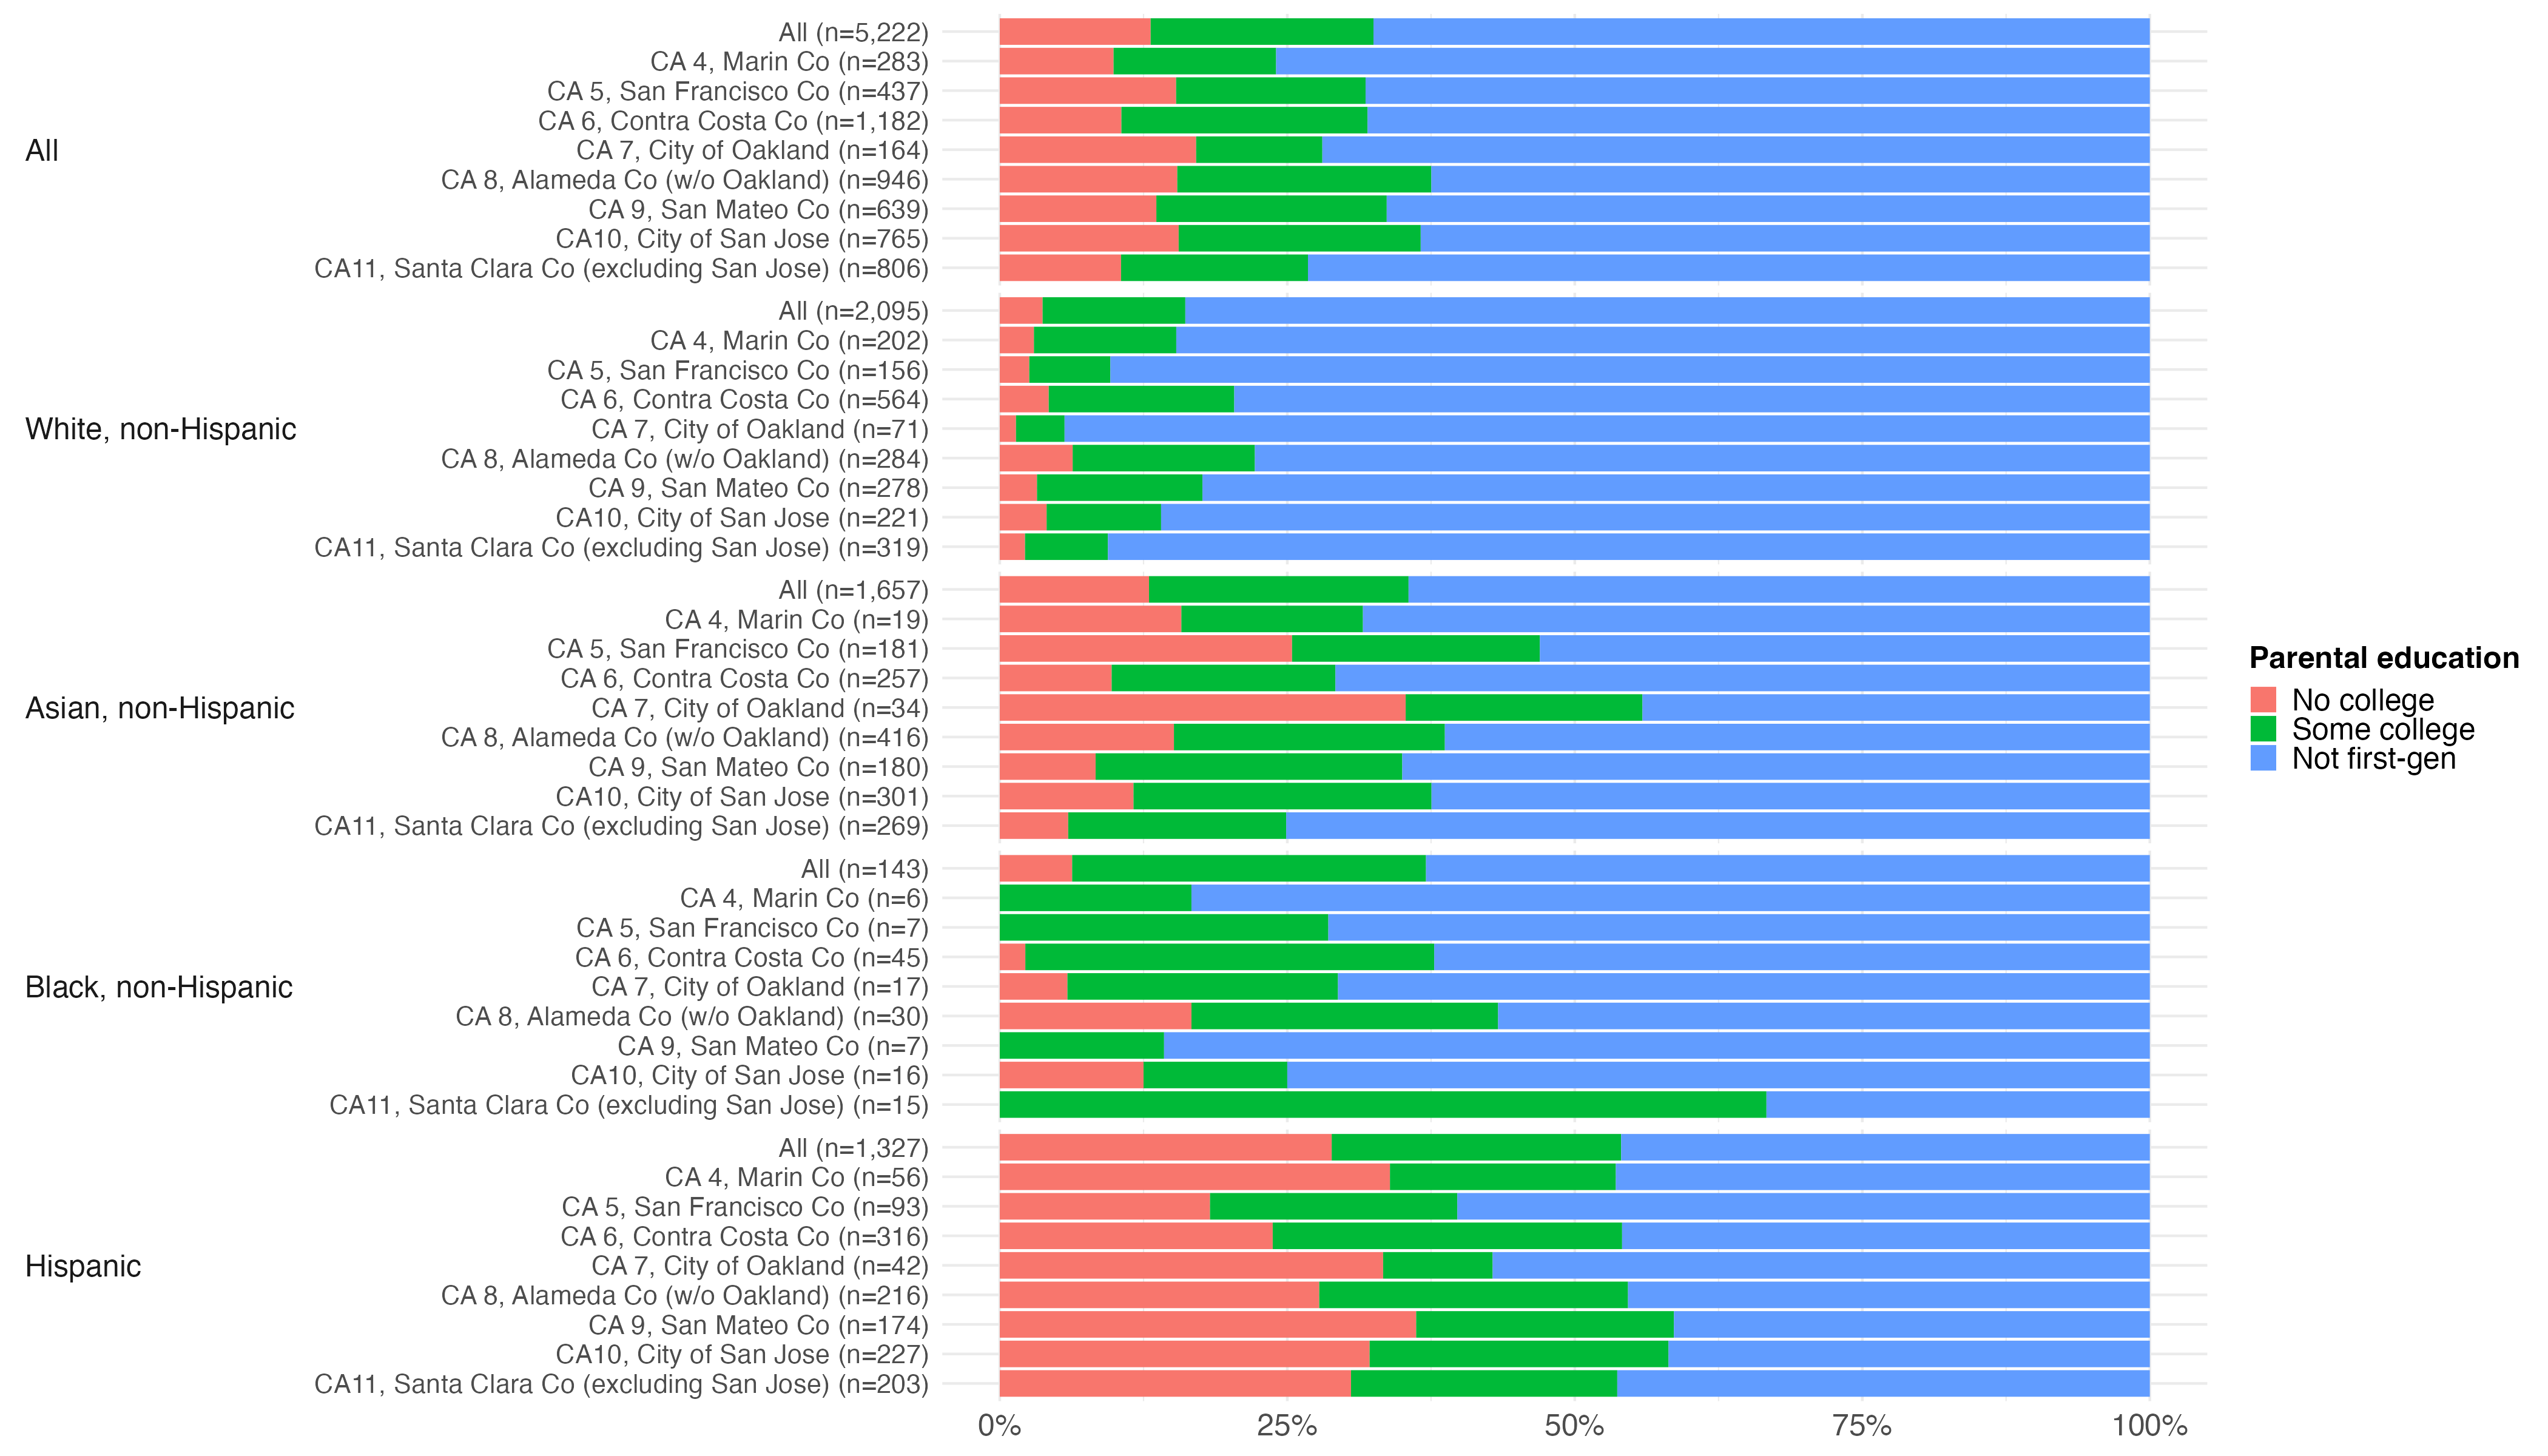 All
All (n=5,222)
CA 4, Marin Co (n=283)
CA 5, San Francisco Co (n=437)
CA 6, Contra Costa Co (n=1,182)
CA 7, City of Oakland (n=164)
CA 8, Alameda Co (w/o Oakland) (n=946)
CA 9, San Mateo Co (n=639)
CA10, City of San Jose (n=765)
CA11, Santa Clara Co (excluding San Jose) (n=806)
White, non-Hispanic
All (n=2,095)
CA 4, Marin Co (n=202)
CA 5, San Francisco Co (n=156)
CA 6, Contra Costa Co (n=564)
CA 7, City of Oakland (n=71)
CA 8, Alameda Co (w/o Oakland) (n=284)
CA 9, San Mateo Co (n=278)
CA10, City of San Jose (n=221)
CA11, Santa Clara Co (excluding San Jose) (n=319)
Asian, non-Hispanic
All (n=1,657)
CA 4, Marin Co (n=19)
CA 5, San Francisco Co (n=181)
CA 6, Contra Costa Co (n=257)
CA 7, City of Oakland (n=34)
CA 8, Alameda Co (w/o Oakland) (n=416)
CA 9, San Mateo Co (n=180)
CA10, City of San Jose (n=301)
CA11, Santa Clara Co (excluding San Jose) (n=269)
Black, non-Hispanic
All (n=143)
CA 4, Marin Co (n=6)
CA 5, San Francisco Co (n=7)
CA 6, Contra Costa Co (n=45)
CA 7, City of Oakland (n=17)
CA 8, Alameda Co (w/o Oakland) (n=30)
CA 9, San Mateo Co (n=7)
CA10, City of San Jose (n=16)
CA11, Santa Clara Co (excluding San Jose) (n=15)
Hispanic
All (n=1,327)
CA 4, Marin Co (n=56)
CA 5, San Francisco Co (n=93)
CA 6, Contra Costa Co (n=316)
CA 7, City of Oakland (n=42)
CA 8, Alameda Co (w/o Oakland) (n=216)
CA 9, San Mateo Co (n=174)
CA10, City of San Jose (n=227)
CA11, Santa Clara Co (excluding San Jose) (n=203)
0% 25% 50% 75% 100%
Parental education
No college
Some college
Not first-gen